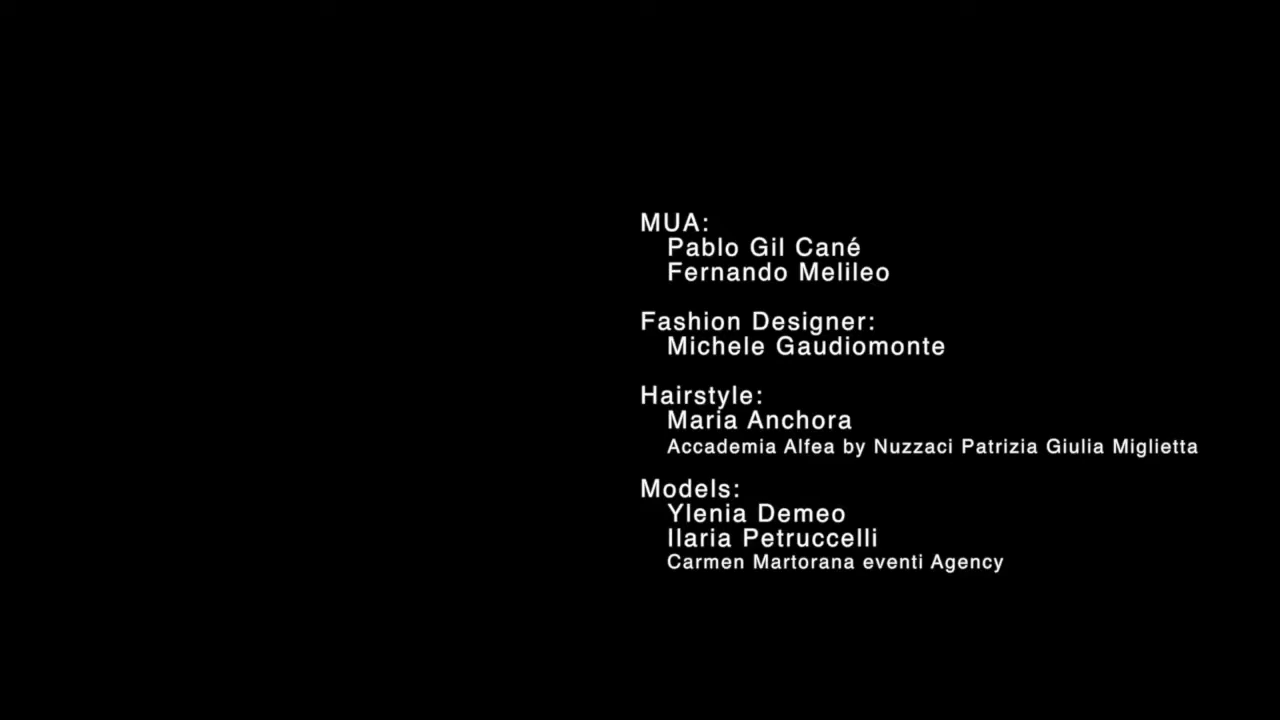 MUA:
Pablo Gil Cané
Fernando Melileo
Fashion Designer:
Michele Gaudiomonte
Hairstyle:
Maria Anchora
Accademia Alfea by Nuzzaci Patrizia Giulia Miglietta
Models:
Ylenia Demeo
Ilaria Petruccelli
Carmen Martorana eventi Agency